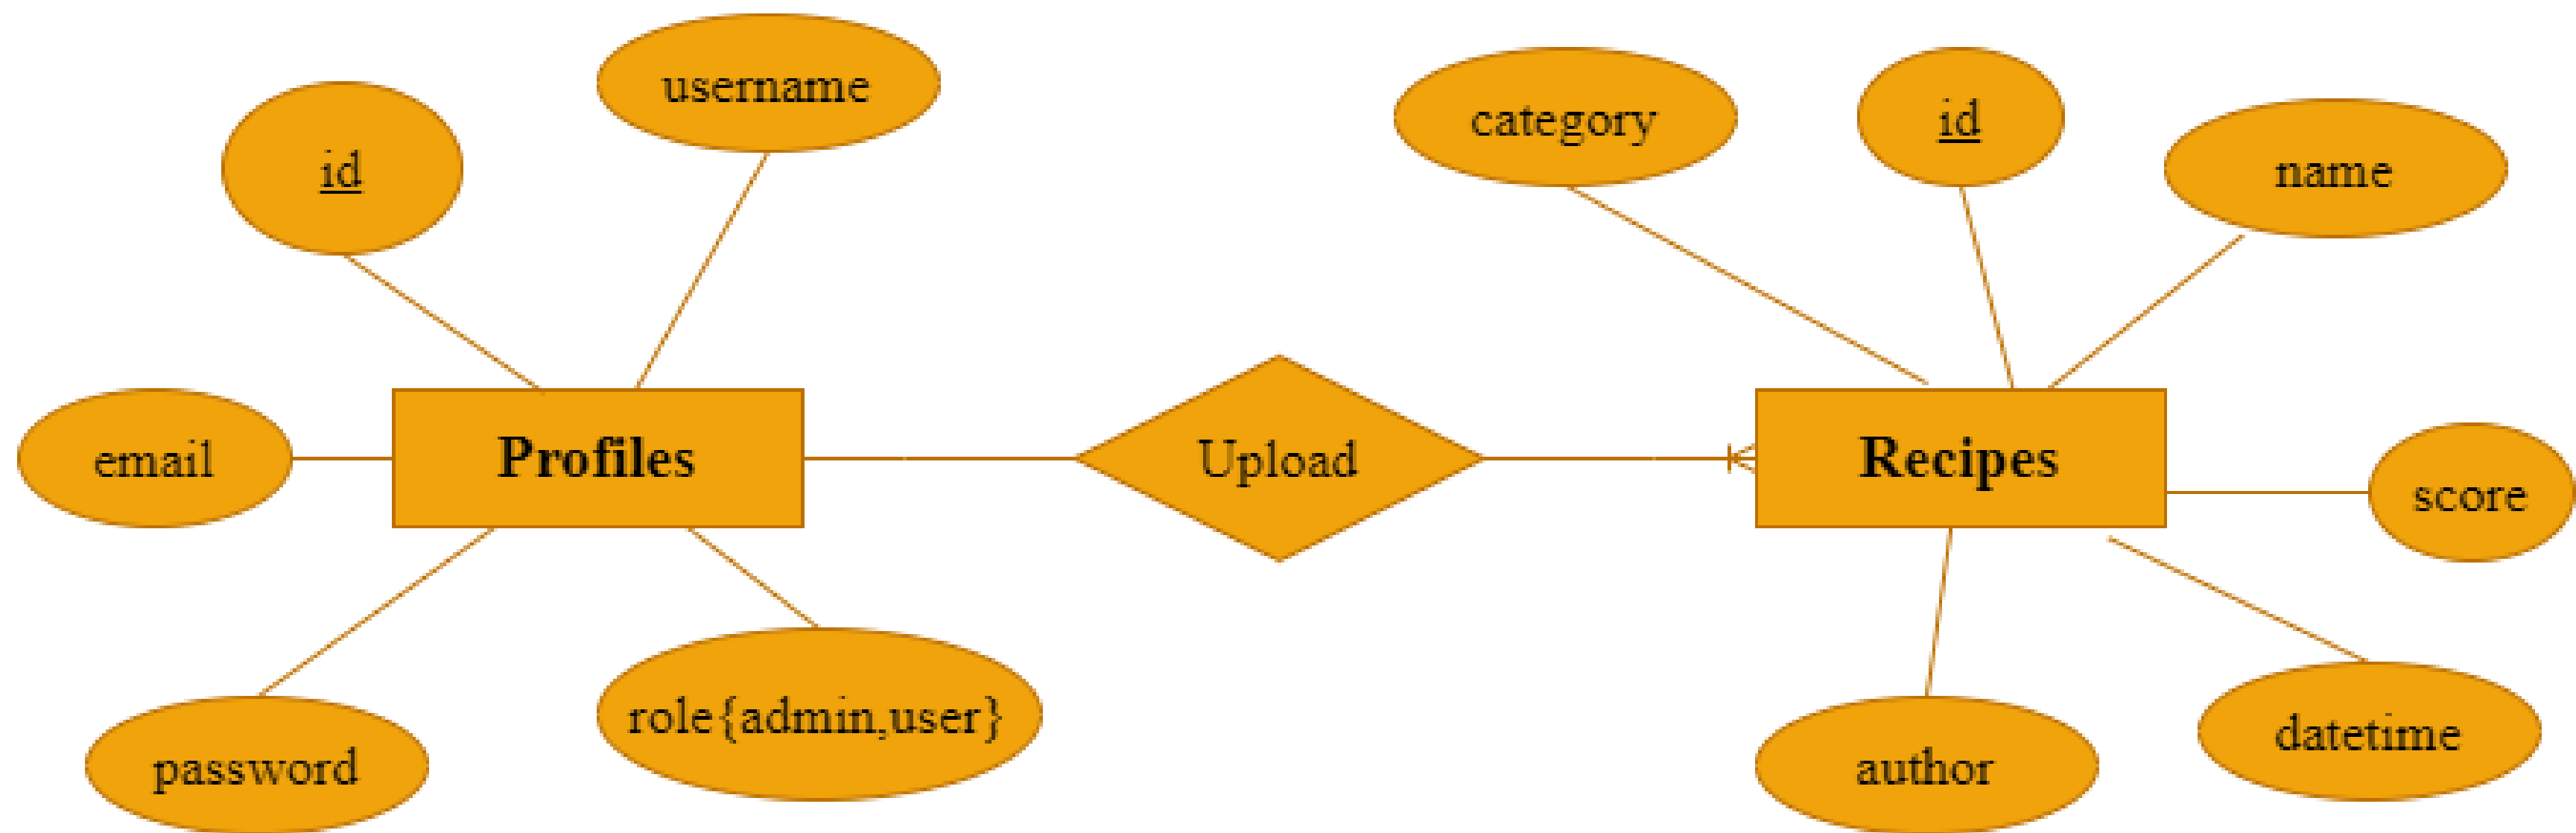 username
category
id
name
id
email
Profiles
Upload
Recipes
score
role{admin,user}
datetime
password
author